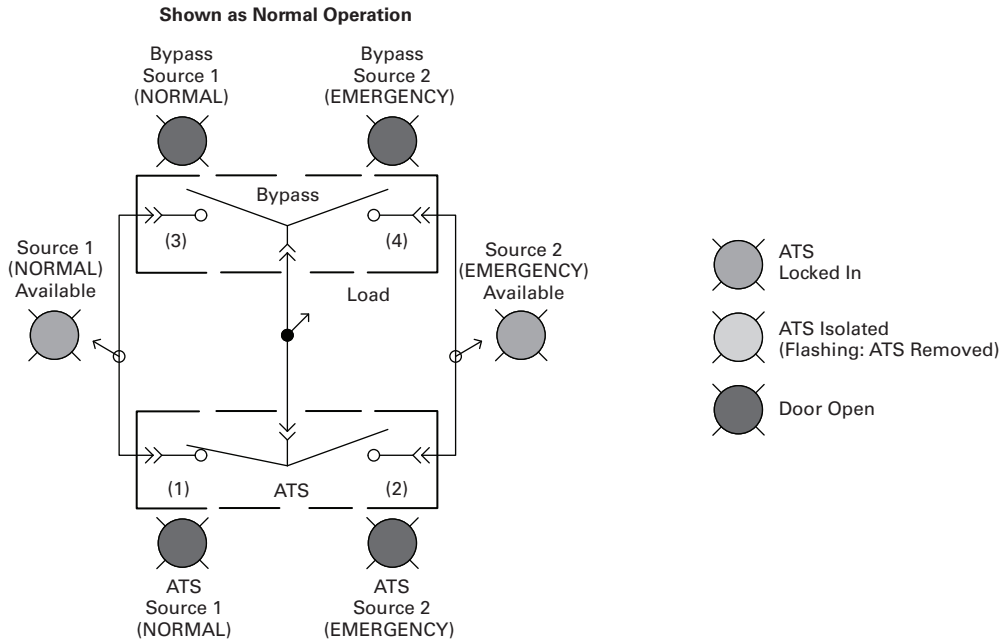 Shown as Normal Operation
Bypass
Source 1
(NORMAL)
Bypass
Source 2
(EMERGENCY)
Bypass
(3)
(4)
Source 1
(NORMAL)
Available
Source 2
(EMERGENCY)
Available
Load
ATS
Locked In
ATS Isolated
(Flashing: ATS Removed)
Door Open
(1)
ATS
(2)
ATS
Source 1
(NORMAL)
ATS
Source 2
(EMERGENCY)